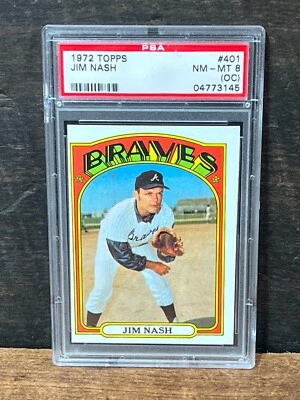 PSA
1972 TOPPS #401
JIM NASH NM-MT 8
(OC)
04773145
BRAVES
A
Braves
JIM NASH